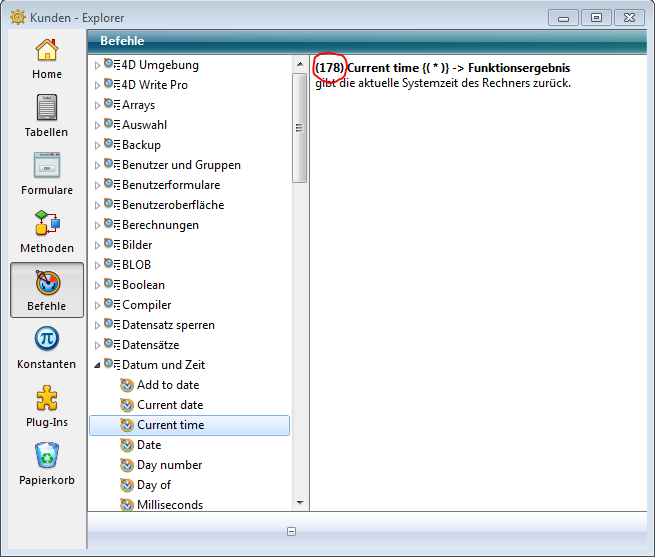 Kunden - Explorer
Home
Tabellen
Formulare
Methoden
Befehle
Konstanten
Plug-Ins
Papierkorb
Befehle
4D Umgebung
4D Write Pro
Arrays
Auswahl
Backup
Benutzer und Gruppen
Benutzerformulare
Benutzeroberfläche
Berechnungen
Bilder
BLOB
Boolean
Compiler
Datensatz sperren
Datensätze
Datum und Zeit
Add to date
Current date
Current time
Date
Day number
Day of
Milliseconds
(178) Current time {( * )} -> Funktionsergebnis
gibt die aktuelle Systemzeit des Rechners zurück.